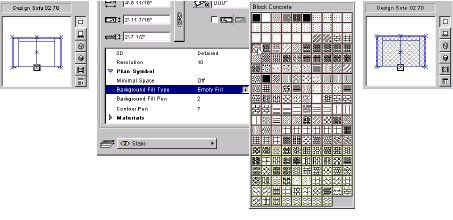 Design Sofa 02 70
4'-8 11/16"
2'-11 7/16"
2'-7 1/2"
0.00°
3D Detailed
Resolution 10
Plan Symbol
Minimal Space Off
Background Fill Type Empty Fill
Background Fill Pen 2
Contour Pen 7
Materials
Stairs
Block Concrete
Design Sofa 02 70